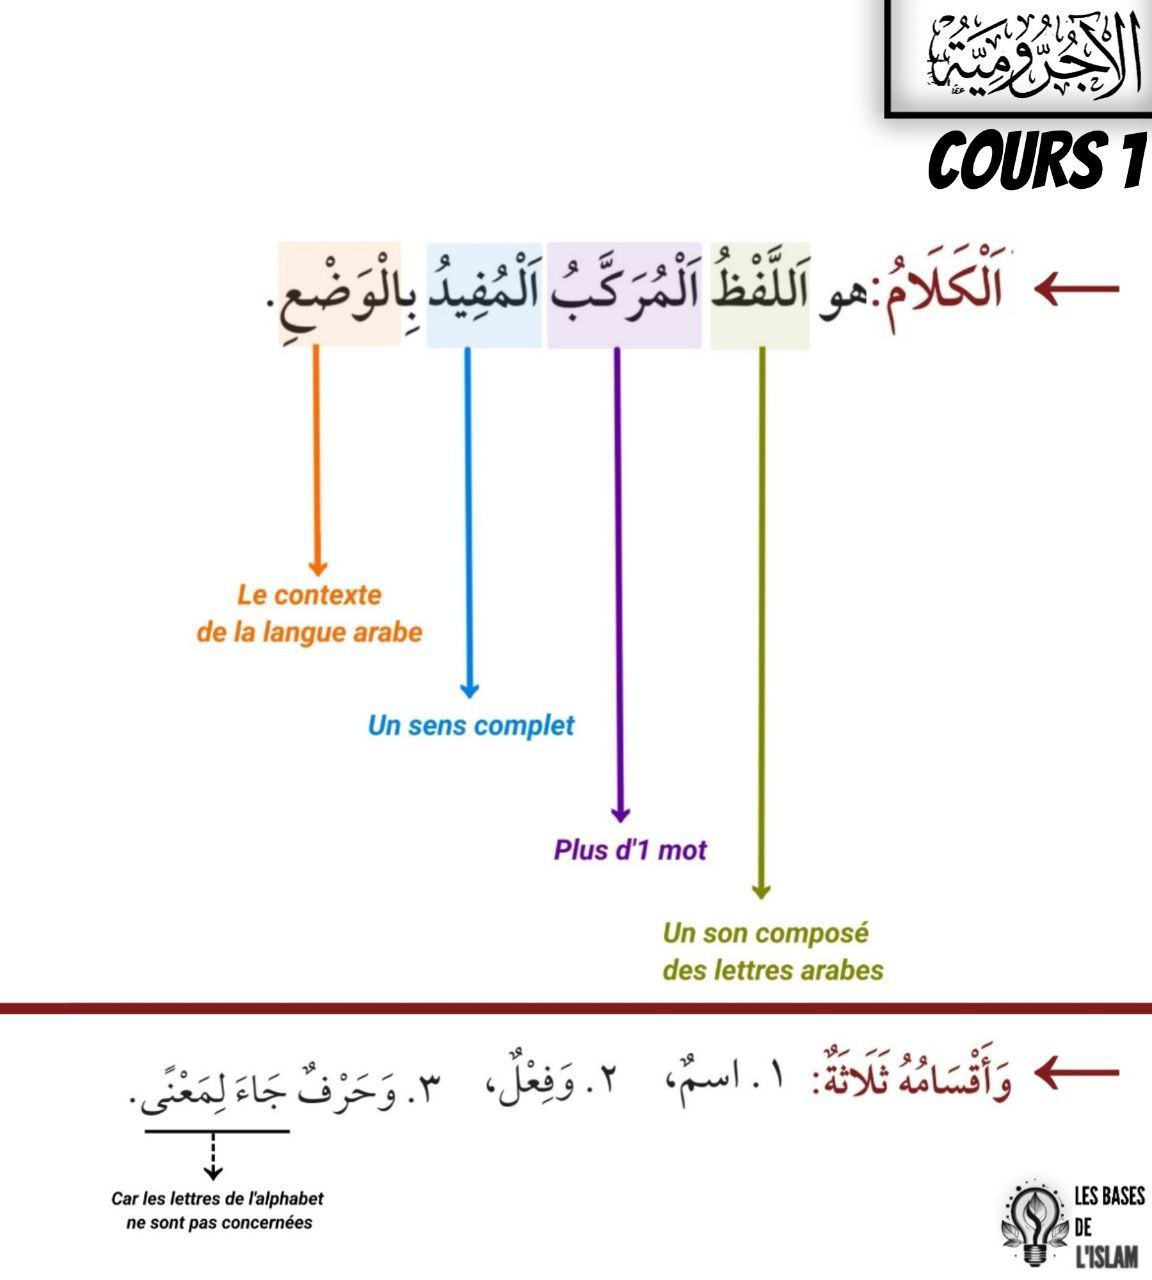 الآجُرُّومِيَّة
COURS 1
اَلْكَلَامُ: هو اَللَّفْظُ اَلْمُرَكَّبُ اَلْمُفِيدُ بِالْوَضْعِ.
Le contexte
de la langue arabe
Un sens complet
Plus d'1 mot
Un son composé
des lettres arabes
وَأَقْسَامُهُ ثَلَاثَةٌ: ١. اسمٌ، ٢. وَفِعْلٌ، ٣. وَحَرْفٌ جَاءَ لِمَعْنًى.
Car les lettres de l'alphabet
ne sont pas concernées
LES BASES
DE
L'ISLAM